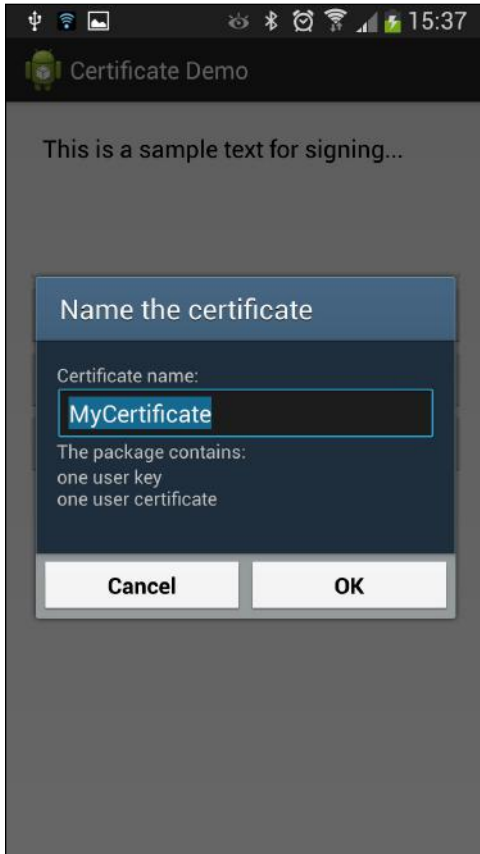 15:37
Certificate Demo
This is a sample text for signing...
Name the certificate
Certificate name:
MyCertificate
The package contains:
one user key
one user certificate
Cancel OK